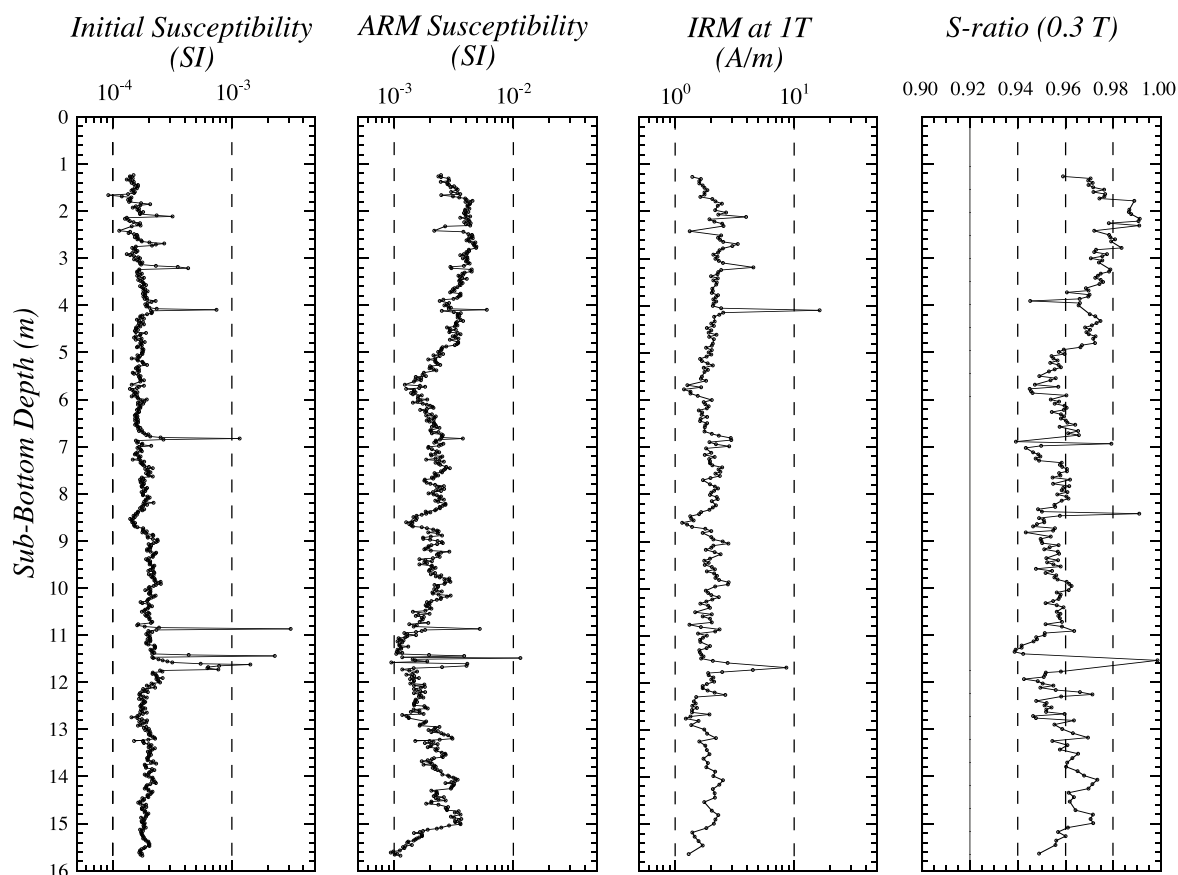 Initial Susceptibility
(SI)
10-4 10-3
ARM Susceptibility
(SI)
10-3 10-2
IRM at 1T
(A/m)
100 101
S-ratio (0.3 T)
0.90 0.92 0.94 0.96 0.98 1.00
Sub-Bottom Depth (m)
0
1
2
3
4
5
6
7
8
9
10
11
12
13
14
15
16